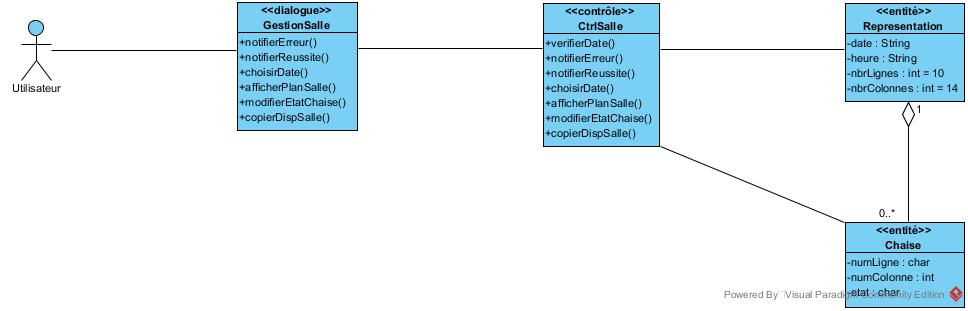 Utilisateur
<<dialogue>>
GestionSalle
+notifierErreur()
+notifierReussite()
+choisirDate()
+afficherPlanSalle()
+modifierEtatChaise()
+copierDispSalle()
<<contrôle>>
CtrlSalle
+verifierDate()
+notifierErreur()
+notifierReussite()
+choisirDate()
+afficherPlanSalle()
+modifierEtatChaise()
+copierDispSalle()
<<entité>>
Representation
-date : String
-heure : String
-nbrLignes : int = 10
-nbrColonnes : int = 14
1
0..*
<<entité>>
Chaise
-numLigne : char
-numColonne : int
-etat : char
Powered By Visual Paradigm Community Edition